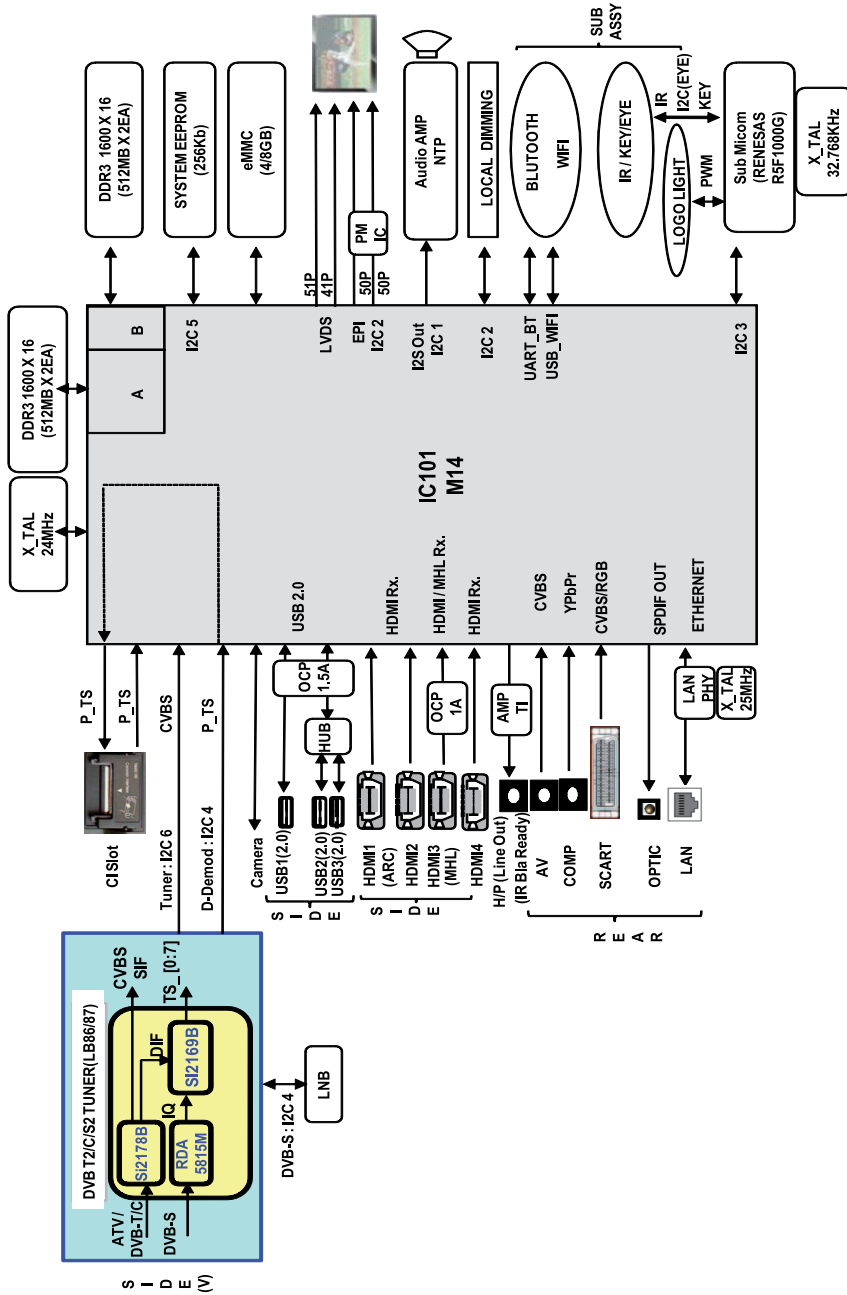 S
I
D
E
(V)
ATV /
DVB-T/C
DVB-S
DVB T2/C/S2 TUNER(LB86/87)
Si2178B
RDA
5815M
IQ
DIF
SI2169B
CVBS
SIF
TS_ [0:7]
DVB-S : I2C 4
LNB
Tuner : I2C 6
D-Demod : I2C 4
CI Slot
P_TS
P_TS
CVBS
P_TS
Camera
S
I
D
E
USB1(2.0)
USB2(2.0)
USB3(2.0)
HUB
OCP
1.5A
USB 2.0
S
I
D
E
HDMI1
(ARC)
HDMI2
HDMI3
(MHL)
HDMI4
OCP
1A
HDMI Rx.
HDMI / MHL Rx.
HDMI Rx.
H/P (Line Out)
(IR Bla Ready)
AMP
TI
R
E
A
R
AV
COMP
SCART
OPTIC
LAN
CVBS
YPbPr
CVBS/RGB
SPDIF OUT
ETHERNET
LAN
PHY
X_TAL
25MHz
X_TAL
24MHz
DDR3 1600 X 16
(512MB X 2EA)
A
B
IC101
M14
I2C 5
LVDS
EPI
I2C 2
I2S Out
I2C 1
I2C 2
UART_BT
USB_WIFI
I2C 3
51P
41P
50P
50P
PM
IC
DDR3 1600 X 16
(512MB X 2EA)
SYSTEM EEPROM
(256Kb)
eMMC
(4/8GB)
Audio AMP
NTP
LOCAL DIMMING
BLUTOOTH
WIFI
IR / KEY/EYE
SUB
ASSY
LOGO LIGHT
PWM
IR
I2C(EYE)
KEY
Sub Micom
(RENESAS
R5F1000G)
X_TAL
32.768KHz